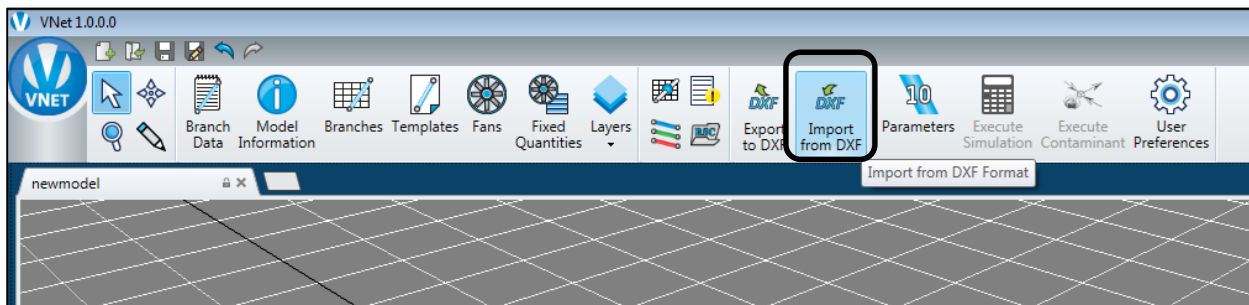 VNet 1.0.0.0
VNET
Branch
Data
Model
Information
Branches
Templates
Fans
Fixed
Quantities
Layers
DXF
Export
to DXF
DXF
Import
from DXF
10
Parameters
Execute
Simulation
Execute
Contaminant
User
Preferences
Import from DXF Format
newmodel